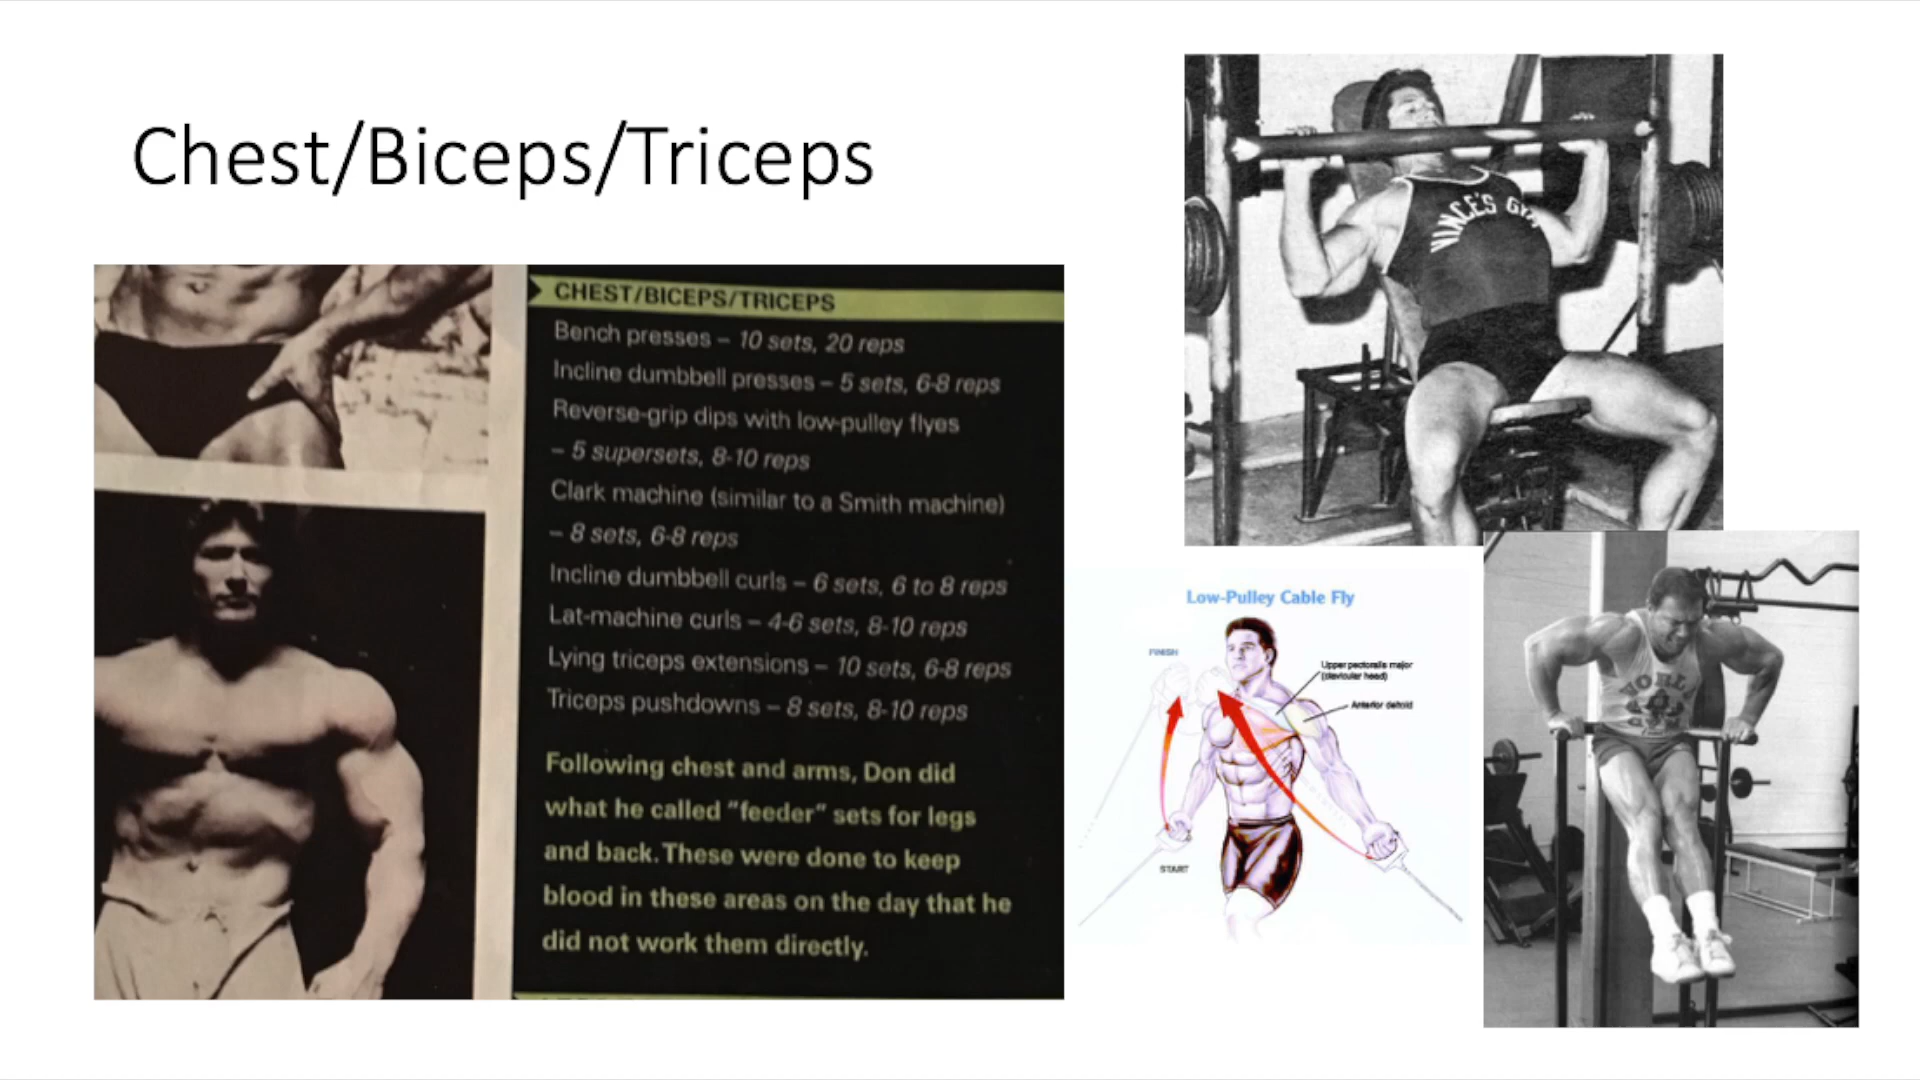 Chest/Biceps/Triceps
CHEST/BICEPS/TRICEPS
Bench presses – 10 sets, 20 reps
Incline dumbbell presses – 5 sets, 6-8 reps
Reverse-grip dips with low-pulley flyes
– 5 supersets, 8-10 reps
Clark machine (similar to a Smith machine)
– 8 sets, 6-8 reps
Incline dumbbell curls – 6 sets, 6 to 8 reps
Lat-machine curls – 4-6 sets, 8-10 reps
Lying triceps extensions – 10 sets, 6-8 reps
Triceps pushdowns – 8 sets, 8-10 reps
Following chest and arms, Don did
what he called "feeder" sets for legs
and back. These were done to keep
blood in these areas on the day that he
did not work them directly.
VINCE'S GYM
Low-Pulley Cable Fly
FINISH
Upper pectoralis major
(clavicular head)
Anterior deltoid
START